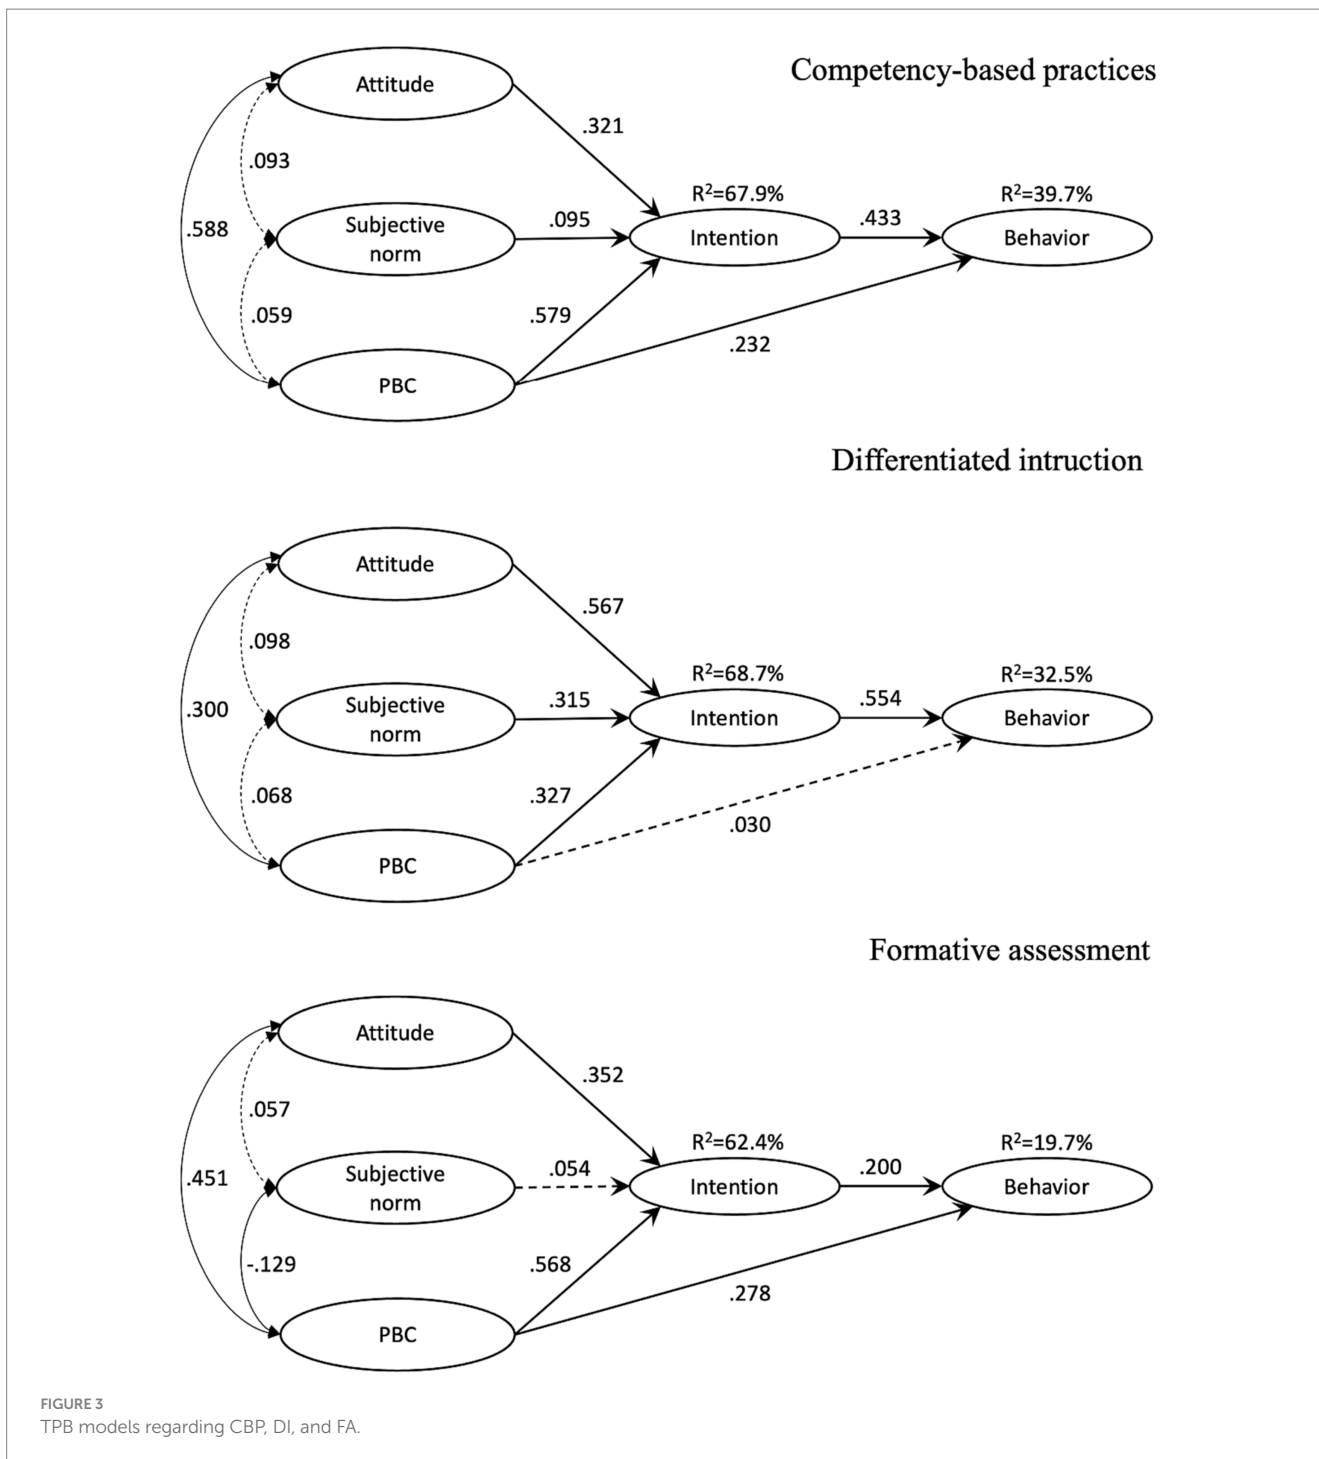 Competency-based practices
Attitude
.321
.093
R²=67.9%
R²=39.7%
.588
Subjective
norm
.095
Intention
.433
Behavior
.059
.579
.232
PBC
Differentiated intruction
Attitude
.567
.098
R²=68.7%
R²=32.5%
.300
Subjective
norm
.315
Intention
.554
Behavior
.068
.327
.030
PBC
Formative assessment
Attitude
.352
.057
R²=62.4%
R²=19.7%
.451
Subjective
norm
.054
Intention
.200
Behavior
-.129
.568
.278
PBC
FIGURE 3
TPB models regarding CBP, DI, and FA.